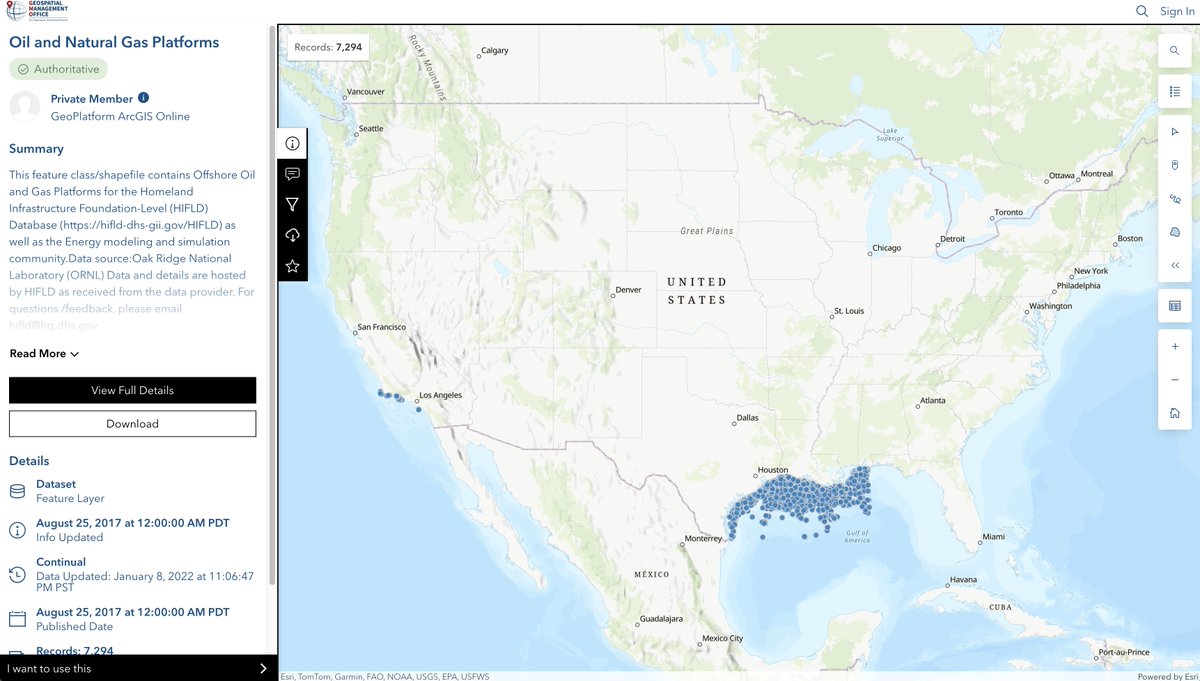 GEOSPATIAL
MANAGEMENT
OFFICE
Sign In
Oil and Natural Gas Platforms
Authoritative
Private Member
GeoPlatform ArcGIS Online
Summary
This feature class/shapefile contains Offshore Oil
and Gas Platforms for the Homeland
Infrastructure Foundation-Level (HIFLD)
Database (https://hifld-dhs-gii.gov/HIFLD) as
well as the Energy modeling and simulation
community.Data source:Oak Ridge National
Laboratory (ORNL) Data and details are hosted
by HIFLD as received from the data provider. For
questions /feedback, please email
hifld@hq.dhs.gov
Read More
View Full Details
Download
Details
Dataset
Feature Layer
August 25, 2017 at 12:00:00 AM PDT
Info Updated
Continual
Data Updated: January 8, 2022 at 11:06:47
PM PST
August 25, 2017 at 12:00:00 AM PDT
Published Date
Records: 7,294
I want to use this
Records: 7,294
Rocky Mountains
Calgary
Vancouver
Seattle
Lake
Superior
Ottawa
Montreal
Toronto
Great Plains
Boston
Detroit
Chicago
New York
UNITED
STATES
Denver
Philadelphia
Washington
St. Louis
San Francisco
Los Angeles
Atlanta
Dallas
Houston
Gulf of
America
Monterrey
Miami
MÉXICO
Havana
CUBA
Guadalajara
Mexico City
Port-au-Prince
Esri, TomTom, Garmin, FAO, NOAA, USGS, EPA, USFWS
Powered by Esri